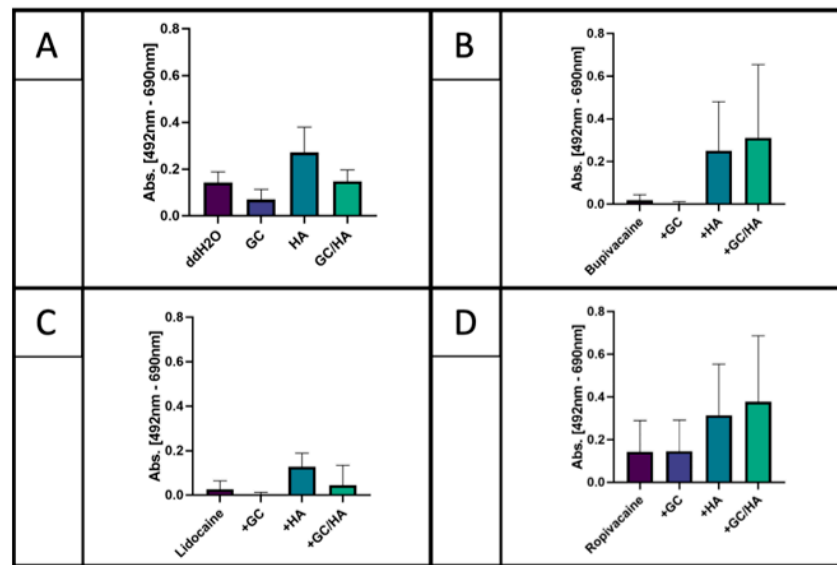 A
Abs. [492nm - 690nm]
0.8
0.6
0.4
0.2
0.0
ddH2O
GC
HA
GC/HA
B
Abs. [492nm - 690nm]
0.8
0.6
0.4
0.2
0.0
Bupivacaine
+GC
+HA
+GC/HA
C
Abs. [492nm - 690nm]
0.8
0.6
0.4
0.2
0.0
Lidocaine
+GC
+HA
+GC/HA
D
Abs. [492nm - 690nm]
0.8
0.6
0.4
0.2
0.0
Ropivacaine
+GC
+HA
+GC/HA